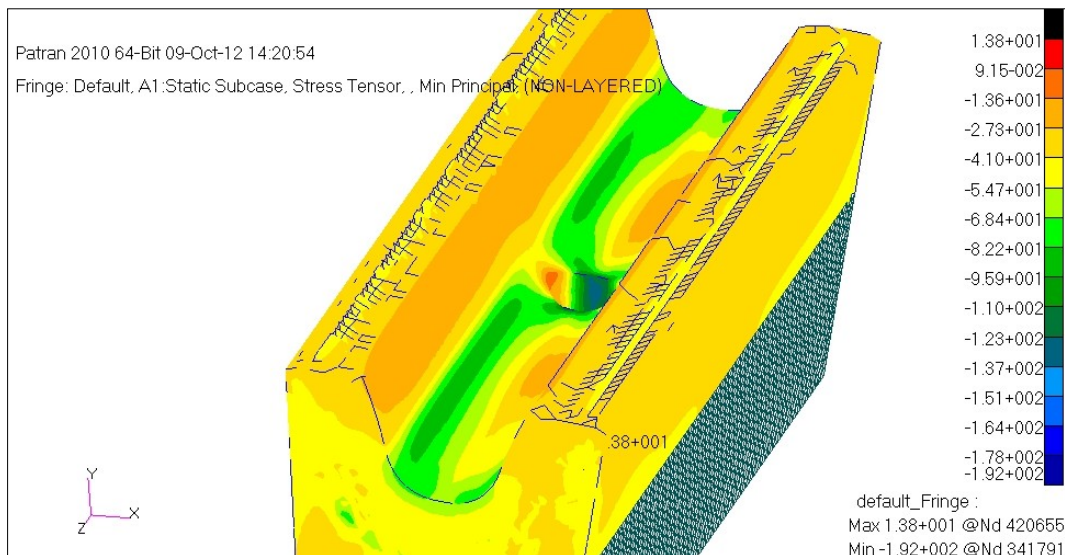 Patran 2010 64-Bit 09-Oct-12 14:20:54
Fringe: Default, A1:Static Subcase, Stress Tensor, , Min Principal, (NON-LAYERED)
1.38+001
9.15-002
-1.36+001
-2.73+001
-4.10+001
-5.47+001
-6.84+001
-8.22+001
-9.59+001
-1.10+002
-1.23+002
-1.37+002
-1.51+002
-1.64+002
-1.78+002
-1.92+002
.38+001
Y
X
Z
default_Fringe :
Max 1.38+001 @Nd 420655
Min -1.92+002 @Nd 341791